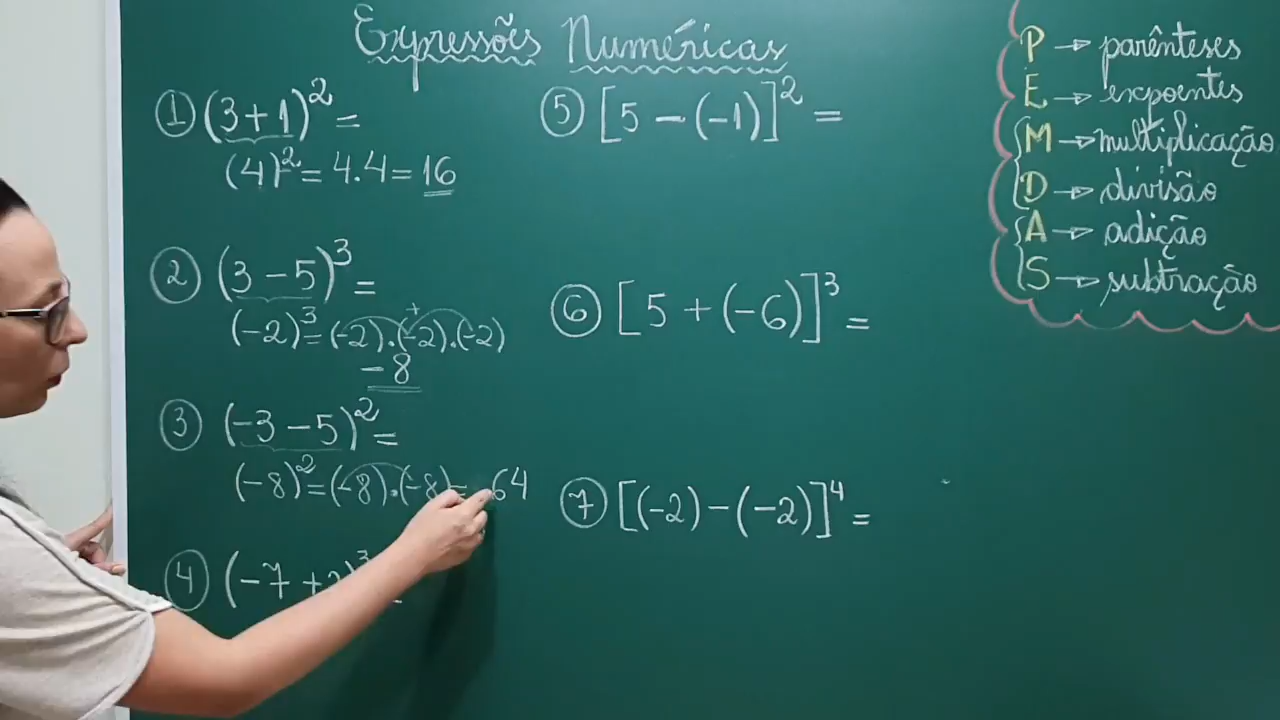 Expressões Numéricas
① (3 + 1)² =
(4)² = 4.4 = 16
② (3 - 5)³ =
(-2)³ = (-2).(-2).(-2)
+
- 8
③ (-3 - 5)² =
(-8)² = (-8).(-8) = 64
④ (-7 +
⑤ [5 - (-1)]² =
⑥ [5 + (-6)]³ =
⑦ [(-2) - (-2)]⁴ =
P → parênteses
E → expoentes
M → multiplicação
D → divisão
A → adição
S → subtração